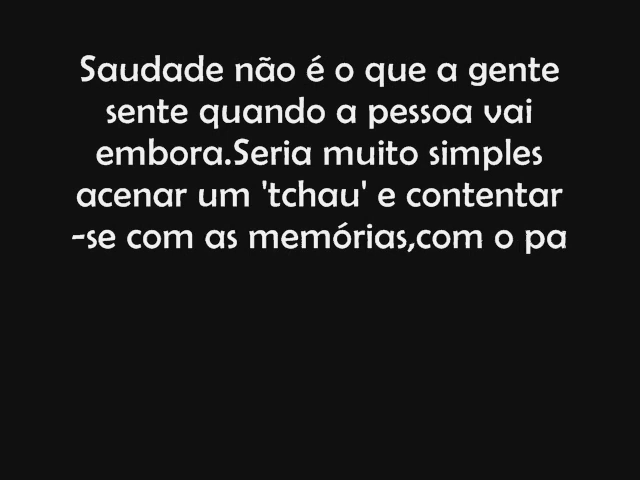 Saudade não é o que a gente
sente quando a pessoa vai
embora.Seria muito simples
acenar um 'tchau' e contentar
-se com as memórias,com o pa